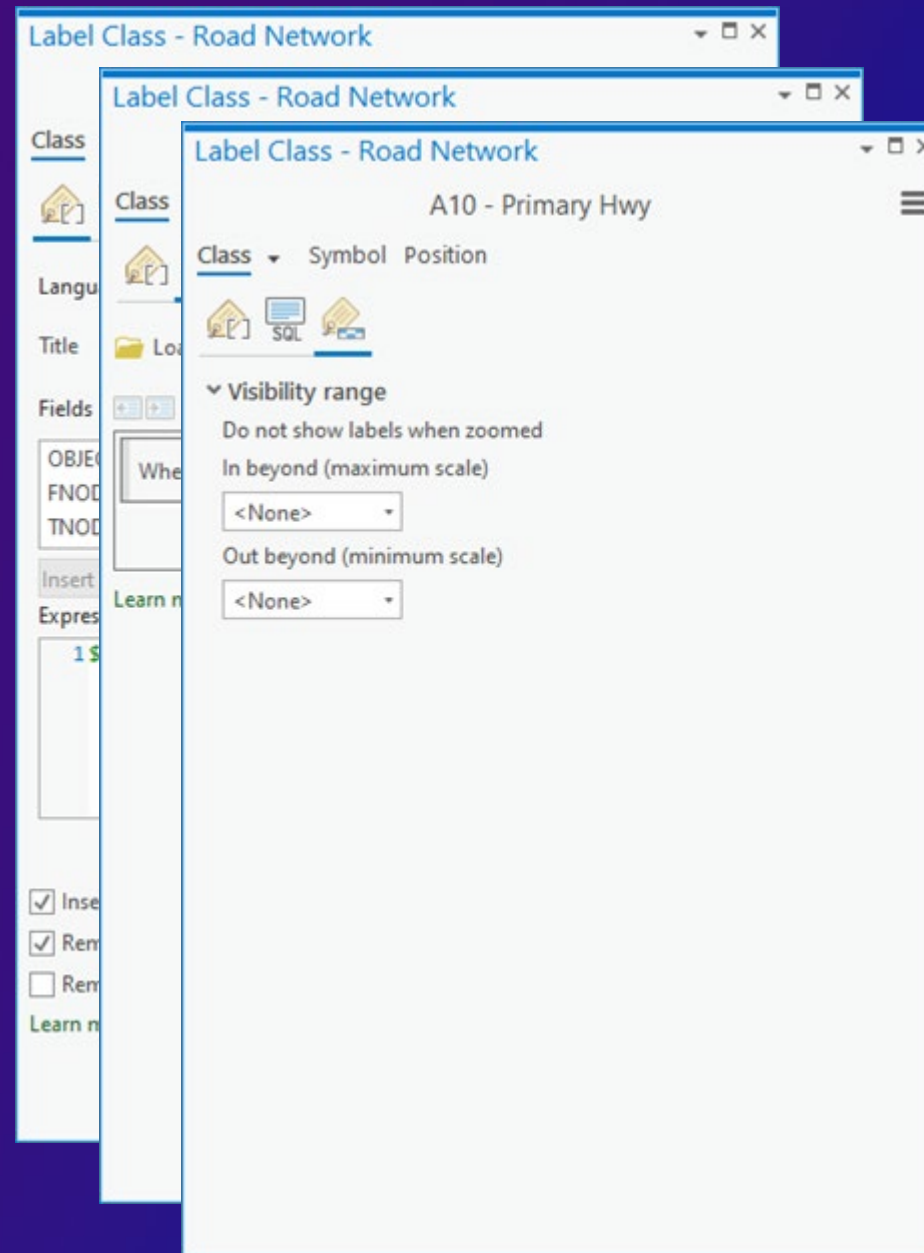 Label Class - Road Network
Class
Langu
Title
Fields
OBJE
FNOD
TNOD
Insert
Expres
1 $
Inse
Rem
Rem
Learn m
Label Class - Road Network
Class
Loa
Whe
Learn n
Label Class - Road Network
A10 - Primary Hwy
Class Symbol Position
SQL
Visibility range
Do not show labels when zoomed
In beyond (maximum scale)
<None>
Out beyond (minimum scale)
<None>